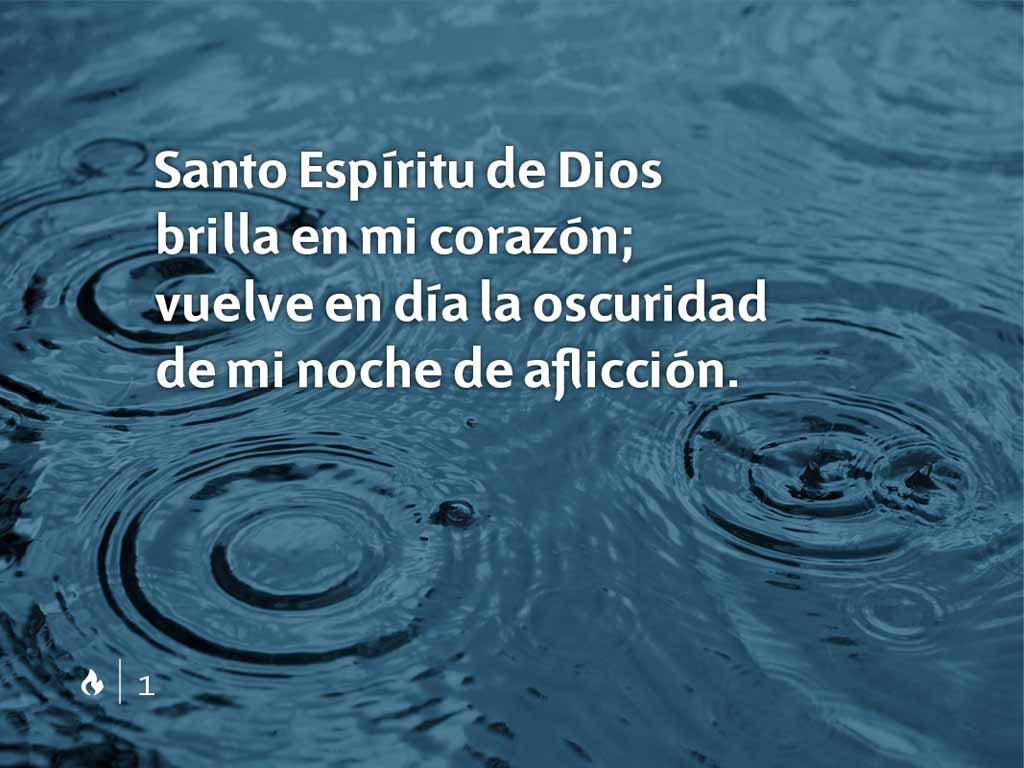 Santo Espíritu de Dios
brilla en mi corazón;
vuelve en día la oscuridad
de mi noche de aflicción.
1